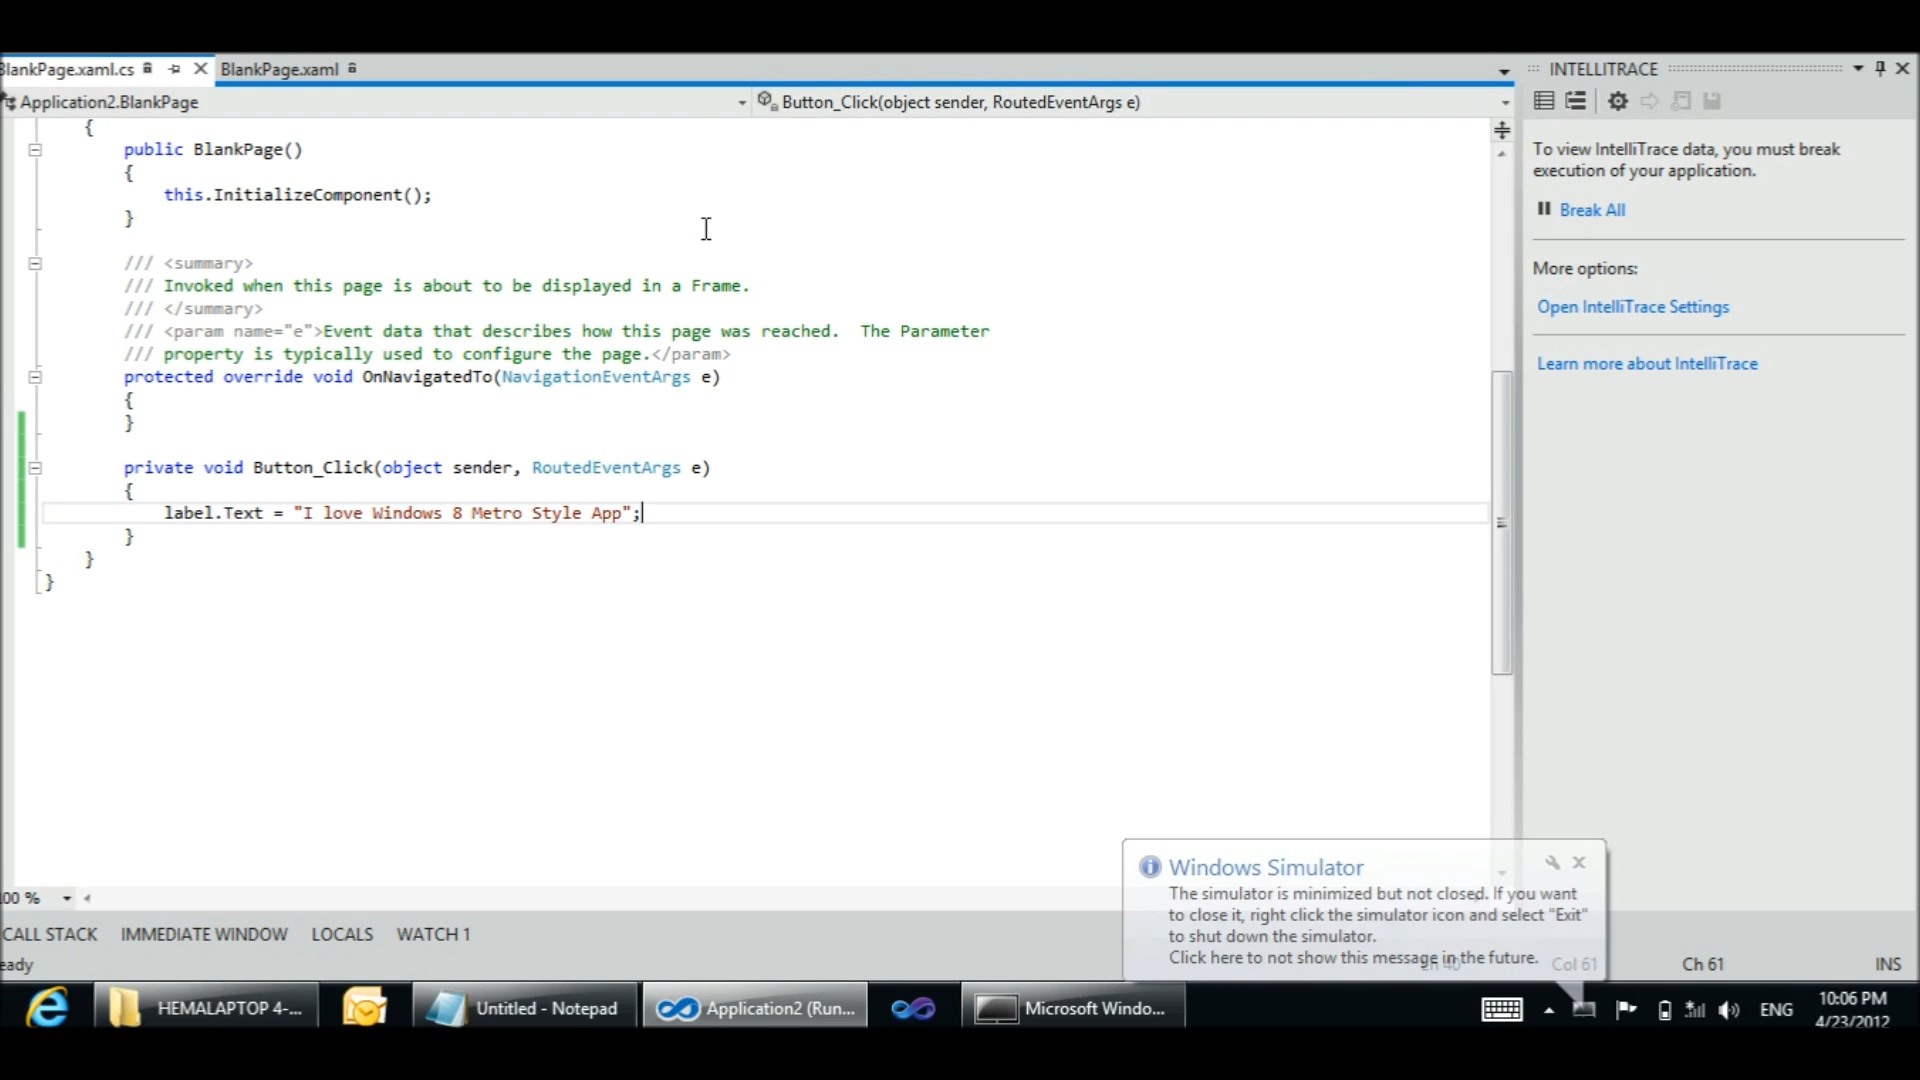 BlankPage.xaml.cs BlankPage.xaml
Application2.BlankPage Button_Click(object sender, RoutedEventArgs e)
{
public BlankPage()
{
this.InitializeComponent();
}
/// <summary>
/// Invoked when this page is about to be displayed in a Frame.
/// </summary>
/// <param name="e">Event data that describes how this page was reached.  The Parameter
/// property is typically used to configure the page.</param>
protected override void OnNavigatedTo(NavigationEventArgs e)
{
}
private void Button_Click(object sender, RoutedEventArgs e)
{
label.Text = "I love Windows 8 Metro Style App";
}
}
}
00 %
CALL STACK IMMEDIATE WINDOW LOCALS WATCH 1
eady
INTELLITRACE
To view IntelliTrace data, you must break
execution of your application.
Break All
More options:
Open IntelliTrace Settings
Learn more about IntelliTrace
Windows Simulator
The simulator is minimized but not closed. If you want
to close it, right click the simulator icon and select "Exit"
to shut down the simulator.
Click here to not show this message in the future.
Ln 40 Col 61 Ch 61 INS
HEMALAPTOP 4-... Untitled - Notepad Application2 (Run... Microsoft Windo... ENG
10:06 PM
4/23/2012